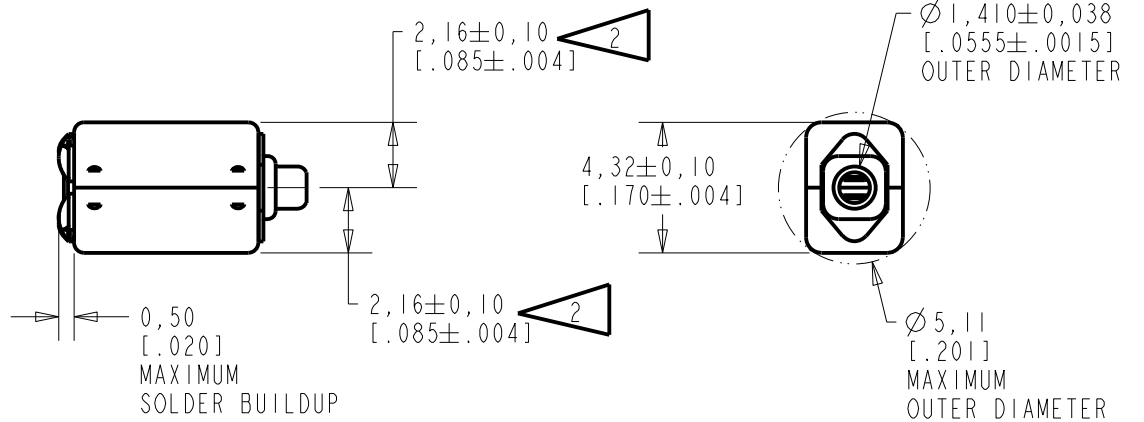 2,16±0,10
[.085±.004]
2
Ø1,410±0,038
[.0555±.0015]
OUTER DIAMETER
4,32±0,10
[.170±.004]
2,16±0,10
[.085±.004]
2
0,50
[.020]
MAXIMUM
SOLDER BUILDUP
Ø5,11
[.201]
MAXIMUM
OUTER DIAMETER